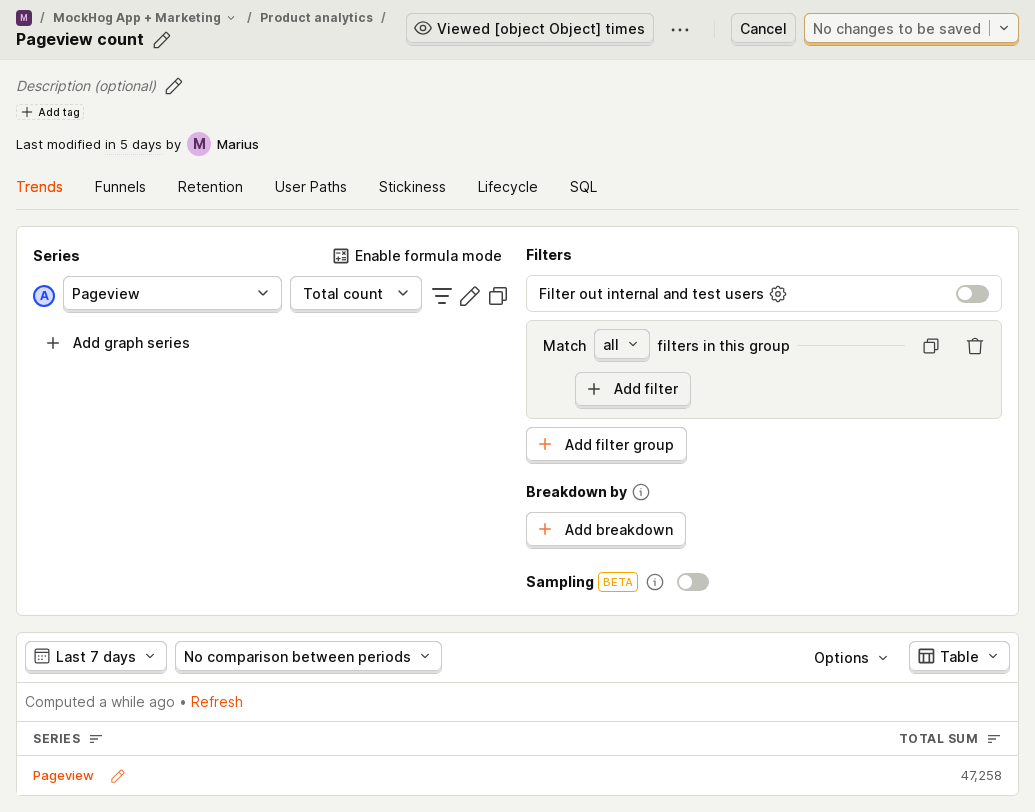 M / MockHog App + Marketing / Product analytics /
Pageview count
Viewed [object Object] times
Cancel
No changes to be saved
Description (optional)
Add tag
Last modified in 5 days by M Marius
Trends Funnels Retention User Paths Stickiness Lifecycle SQL
Series
Enable formula mode
A Pageview Total count
Add graph series
Filters
Filter out internal and test users
Match all filters in this group
Add filter
Add filter group
Breakdown by
Add breakdown
Sampling BETA
Last 7 days No comparison between periods Options Table
Computed a while ago • Refresh
SERIES TOTAL SUM
Pageview 47,258